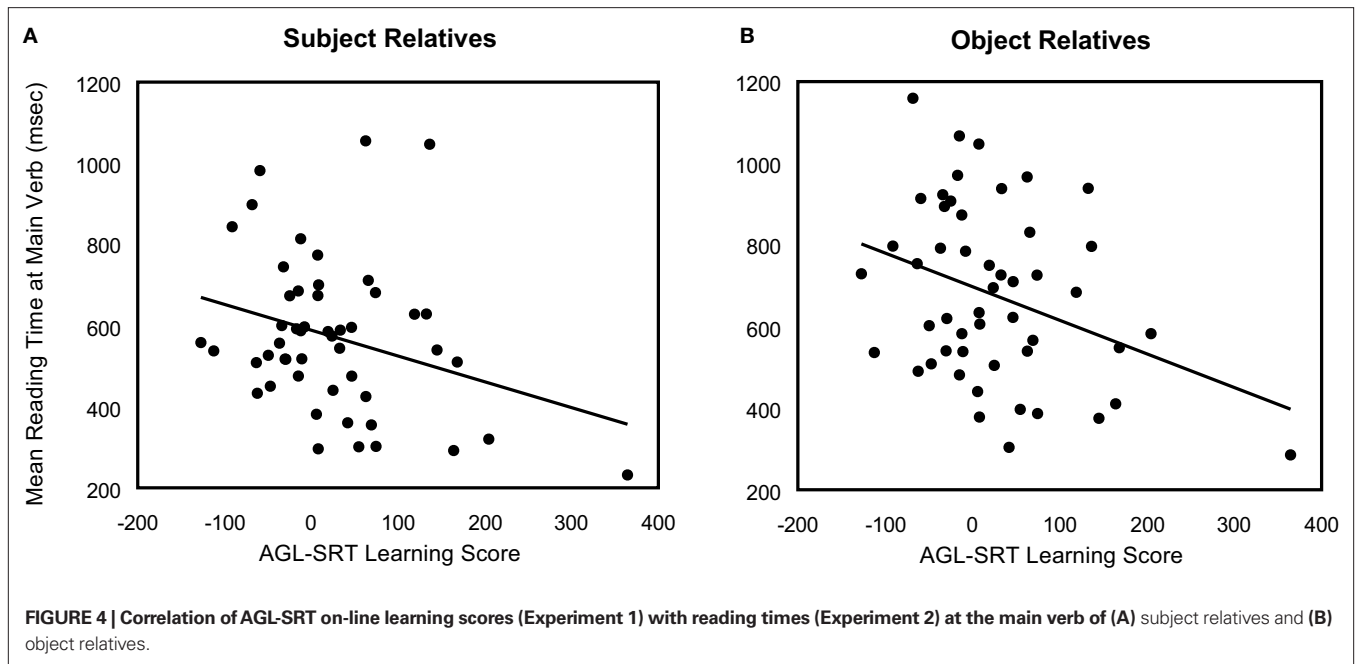 A
Subject Relatives
B
Object Relatives
Mean Reading Time at Main Verb (msec)
1200
1000
800
600
400
200
-200 -100 0 100 200 300 400
AGL-SRT Learning Score
1200
1000
800
600
400
200
-200 -100 0 100 200 300 400
AGL-SRT Learning Score
FIGURE 4 | Correlation of AGL-SRT on-line learning scores (Experiment 1) with reading times (Experiment 2) at the main verb of (A) subject relatives and (B)
object relatives.